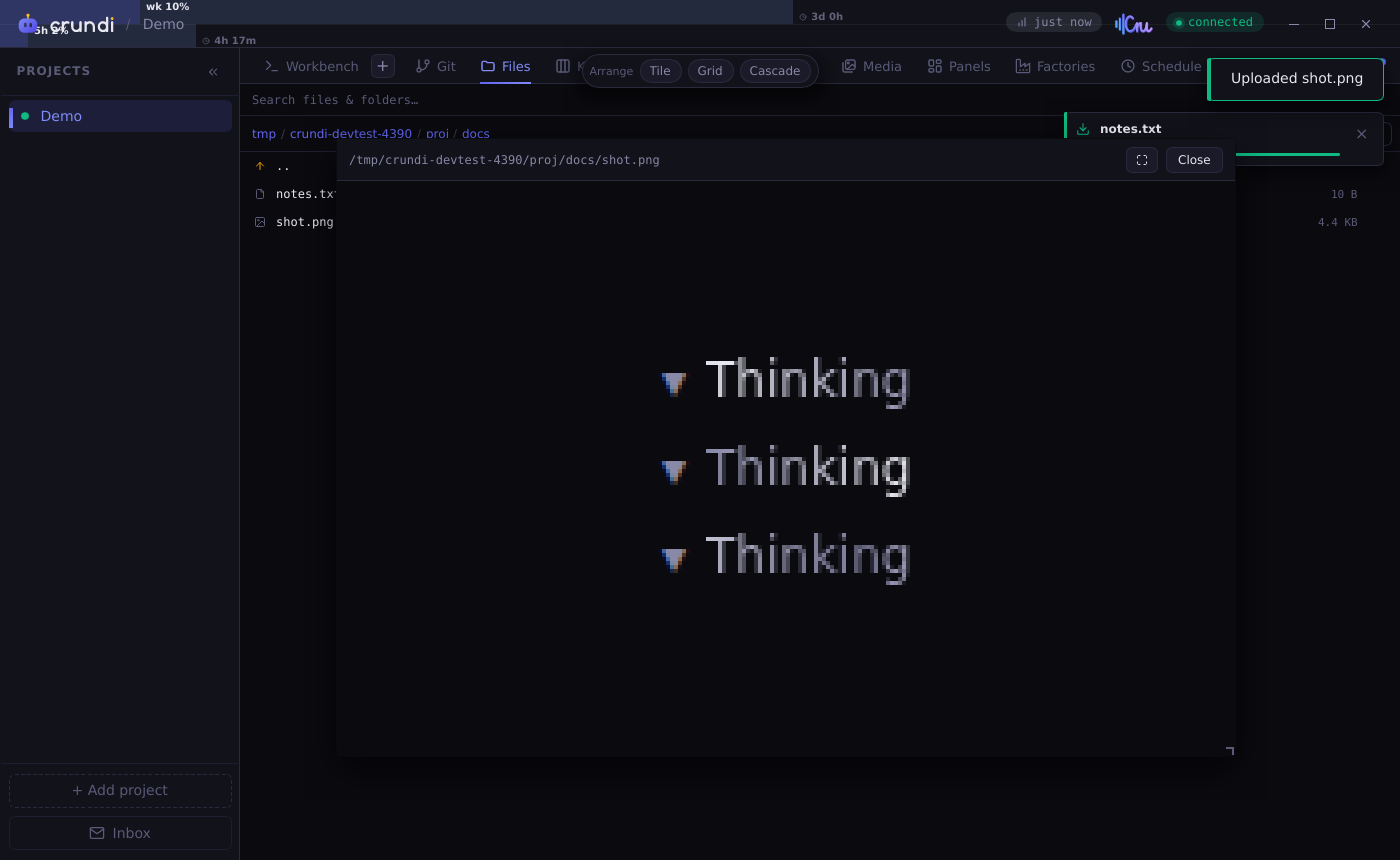 crundi / Demo
wk 10%
5h 2%
4h 17m
3d 0h
just now
Cru
connected
PROJECTS
Demo
+ Add project
Inbox
Workbench
Git
Files
Arrange
Tile
Grid
Cascade
Media
Panels
Factories
Schedule
Uploaded shot.png
Search files & folders…
tmp / crundi-devtest-4390 / proj / docs
notes.txt
/tmp/crundi-devtest-4390/proj/docs/shot.png
Close
..
notes.txt
10 B
shot.png
4.4 KB
Thinking
Thinking
Thinking